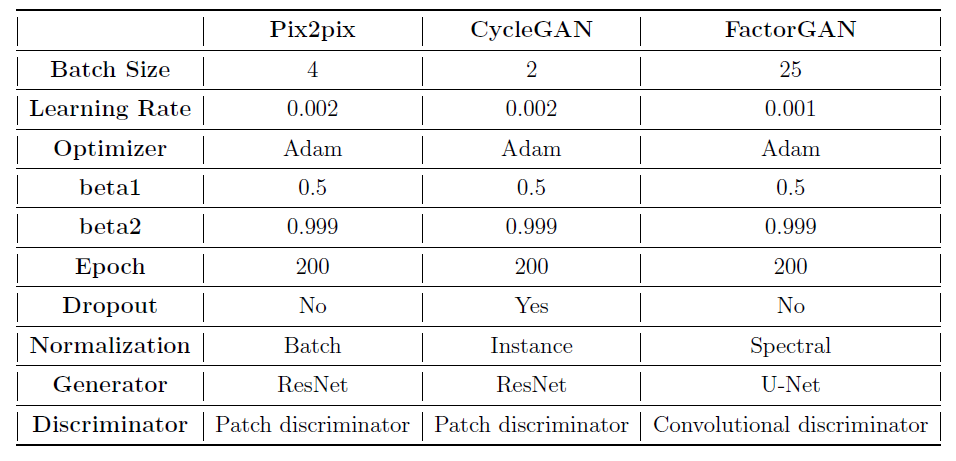 Pix2pix CycleGAN FactorGAN
Batch Size 4 2 25
Learning Rate 0.002 0.002 0.001
Optimizer Adam Adam Adam
beta1 0.5 0.5 0.5
beta2 0.999 0.999 0.999
Epoch 200 200 200
Dropout No Yes No
Normalization Batch Instance Spectral
Generator ResNet ResNet U-Net
Discriminator Patch discriminator Patch discriminator Convolutional discriminator